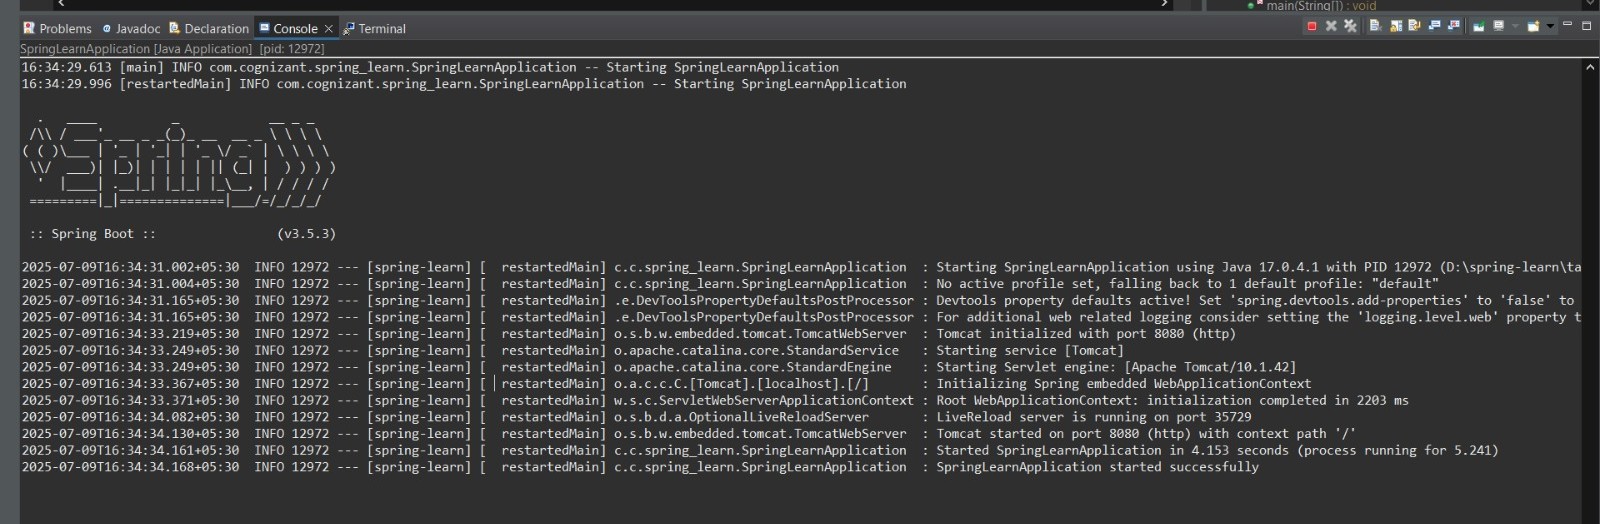 main(String[]) : void
Problems Javadoc Declaration Console Terminal
SpringLearnApplication [Java Application] [pid: 12972]
16:34:29.613 [main] INFO com.cognizant.spring_learn.SpringLearnApplication -- Starting SpringLearnApplication
16:34:29.996 [restartedMain] INFO com.cognizant.spring_learn.SpringLearnApplication -- Starting SpringLearnApplication
  .   ____          _            __ _ _
 /\\ / ___'_ __ _ _(_)_ __  __ _ \ \ \ \
( ( )\___ | '_ | '_| | '_ \/ _` | \ \ \ \
 \\/  ___)| |_)| | | | | || (_| |  ) ) ) )
  '  |____| .__|_| |_|_| |_\__, | / / / /
 =========|_|==============|___/=/_/_/_/
 :: Spring Boot ::                (v3.5.3)
2025-07-09T16:34:31.002+05:30  INFO 12972 --- [spring-learn] [  restartedMain] c.c.spring_learn.SpringLearnApplication  : Starting SpringLearnApplication using Java 17.0.4.1 with PID 12972 (D:\spring-learn\ta
2025-07-09T16:34:31.004+05:30  INFO 12972 --- [spring-learn] [  restartedMain] c.c.spring_learn.SpringLearnApplication  : No active profile set, falling back to 1 default profile: "default"
2025-07-09T16:34:31.165+05:30  INFO 12972 --- [spring-learn] [  restartedMain] .e.DevToolsPropertyDefaultsPostProcessor : Devtools property defaults active! Set 'spring.devtools.add-properties' to 'false' to
2025-07-09T16:34:31.165+05:30  INFO 12972 --- [spring-learn] [  restartedMain] .e.DevToolsPropertyDefaultsPostProcessor : For additional web related logging consider setting the 'logging.level.web' property t
2025-07-09T16:34:33.219+05:30  INFO 12972 --- [spring-learn] [  restartedMain] o.s.b.w.embedded.tomcat.TomcatWebServer  : Tomcat initialized with port 8080 (http)
2025-07-09T16:34:33.249+05:30  INFO 12972 --- [spring-learn] [  restartedMain] o.apache.catalina.core.StandardService   : Starting service [Tomcat]
2025-07-09T16:34:33.249+05:30  INFO 12972 --- [spring-learn] [  restartedMain] o.apache.catalina.core.StandardEngine    : Starting Servlet engine: [Apache Tomcat/10.1.42]
2025-07-09T16:34:33.367+05:30  INFO 12972 --- [spring-learn] [  restartedMain] o.a.c.c.C.[Tomcat].[localhost].[/]       : Initializing Spring embedded WebApplicationContext
2025-07-09T16:34:33.371+05:30  INFO 12972 --- [spring-learn] [  restartedMain] w.s.c.ServletWebServerApplicationContext : Root WebApplicationContext: initialization completed in 2203 ms
2025-07-09T16:34:34.082+05:30  INFO 12972 --- [spring-learn] [  restartedMain] o.s.b.d.a.OptionalLiveReloadServer       : LiveReload server is running on port 35729
2025-07-09T16:34:34.130+05:30  INFO 12972 --- [spring-learn] [  restartedMain] o.s.b.w.embedded.tomcat.TomcatWebServer  : Tomcat started on port 8080 (http) with context path '/'
2025-07-09T16:34:34.161+05:30  INFO 12972 --- [spring-learn] [  restartedMain] c.c.spring_learn.SpringLearnApplication  : Started SpringLearnApplication in 4.153 seconds (process running for 5.241)
2025-07-09T16:34:34.168+05:30  INFO 12972 --- [spring-learn] [  restartedMain] c.c.spring_learn.SpringLearnApplication  : SpringLearnApplication started successfully